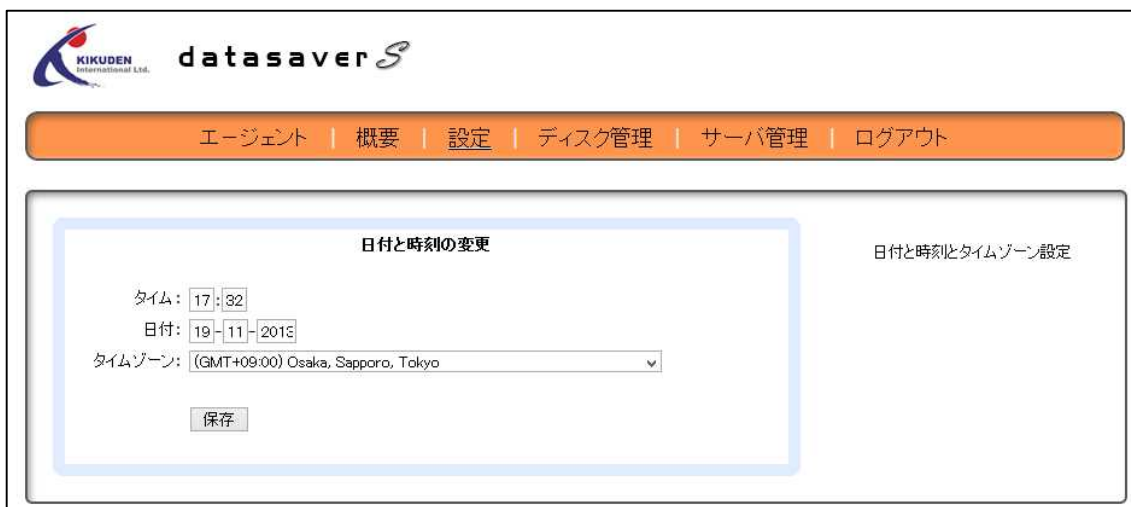 KIKUDEN
International Ltd.
datasaver S
エージェント | 概要 | 設定 | ディスク管理 | サーバ管理 | ログアウト
日付と時刻の変更
日付と時刻とタイムゾーン設定
タイム: 17 : 32
日付: 19 - 11 - 2013
タイムゾーン: (GMT+09:00) Osaka, Sapporo, Tokyo
保存